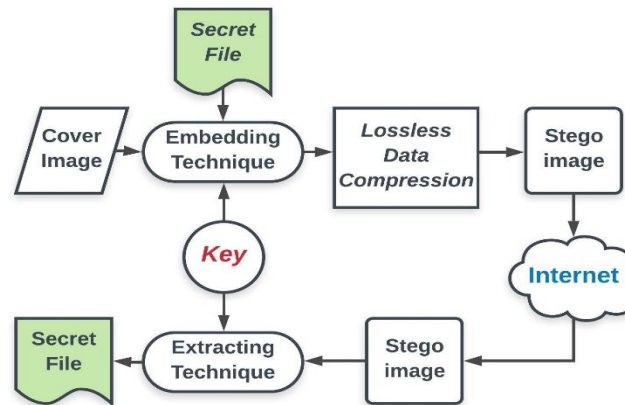 Secret
File
Cover
Image
Embedding
Technique
Lossless
Data
Compression
Stego
image
Key
Internet
Secret
File
Extracting
Technique
Stego
image